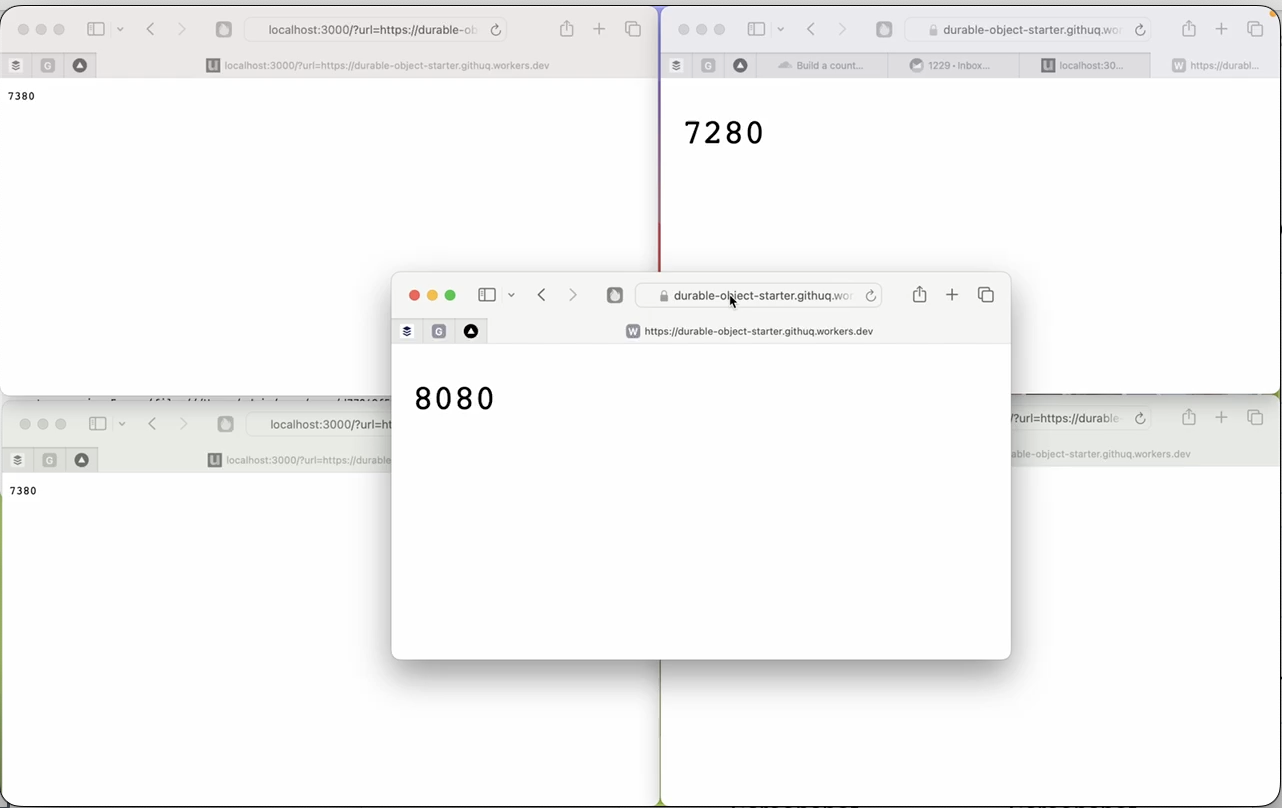 localhost:3000/?url=https://durable-ob
G
localhost:3000/?url=https://durable-object-starter.githuq.workers.dev
7380
durable-object-starter.githuq.wor
G
Build a count...
1229 • Inbox...
localhost:30...
W https://durabl...
7280
durable-object-starter.githuq.wor
G
W https://durable-object-starter.githuq.workers.dev
8080
localhost:3000/?url=ht
G
localhost:3000/?url=https://durable
7380
/?url=https://durable-
able-object-starter.githuq.workers.dev